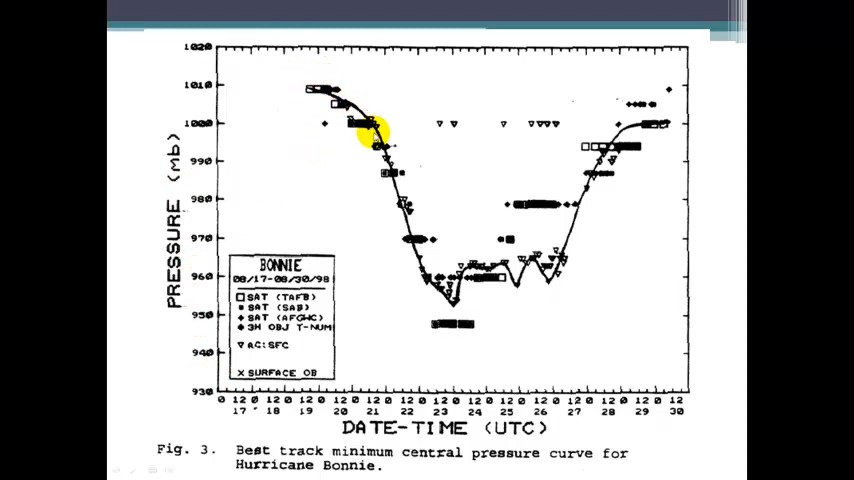 1020
1010
1000
990
980
970
960
950
940
930
PRESSURE (mb)
BONNIE
08/17-08/30/98
SAT (TAFB)
SAT (SAB)
SAT (AFGWC)
3H OBJ T-NUM
AC:SFC
X SURFACE OB
0 12 0 12 0 12 0 12 0 12 0 12 0 12 0 12 0 12 0 12 0 12 0 12 0 12 0 12
17 18 19 20 21 22 23 24 25 26 27 28 29 30
DATE-TIME (UTC)
Fig. 3. Best track minimum central pressure curve for
Hurricane Bonnie.